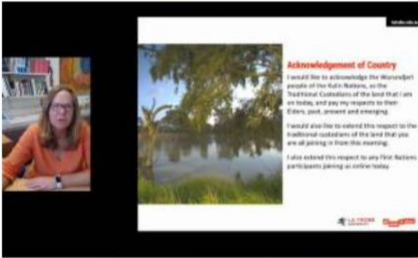 Acknowledgement of Country
I would like to acknowledge the Wurundjeri
people of the Kulin Nations, as the
Traditional Custodians of the land that I am
on today, and pay my respects to their
Elders, past, present and emerging.
I would also like to extend this respect to the
traditional custodians of the land that you
are all joining in from this morning.
I also extend this respect to any First Nations
participants joining us online today.
LA TROBE
UNIVERSITY